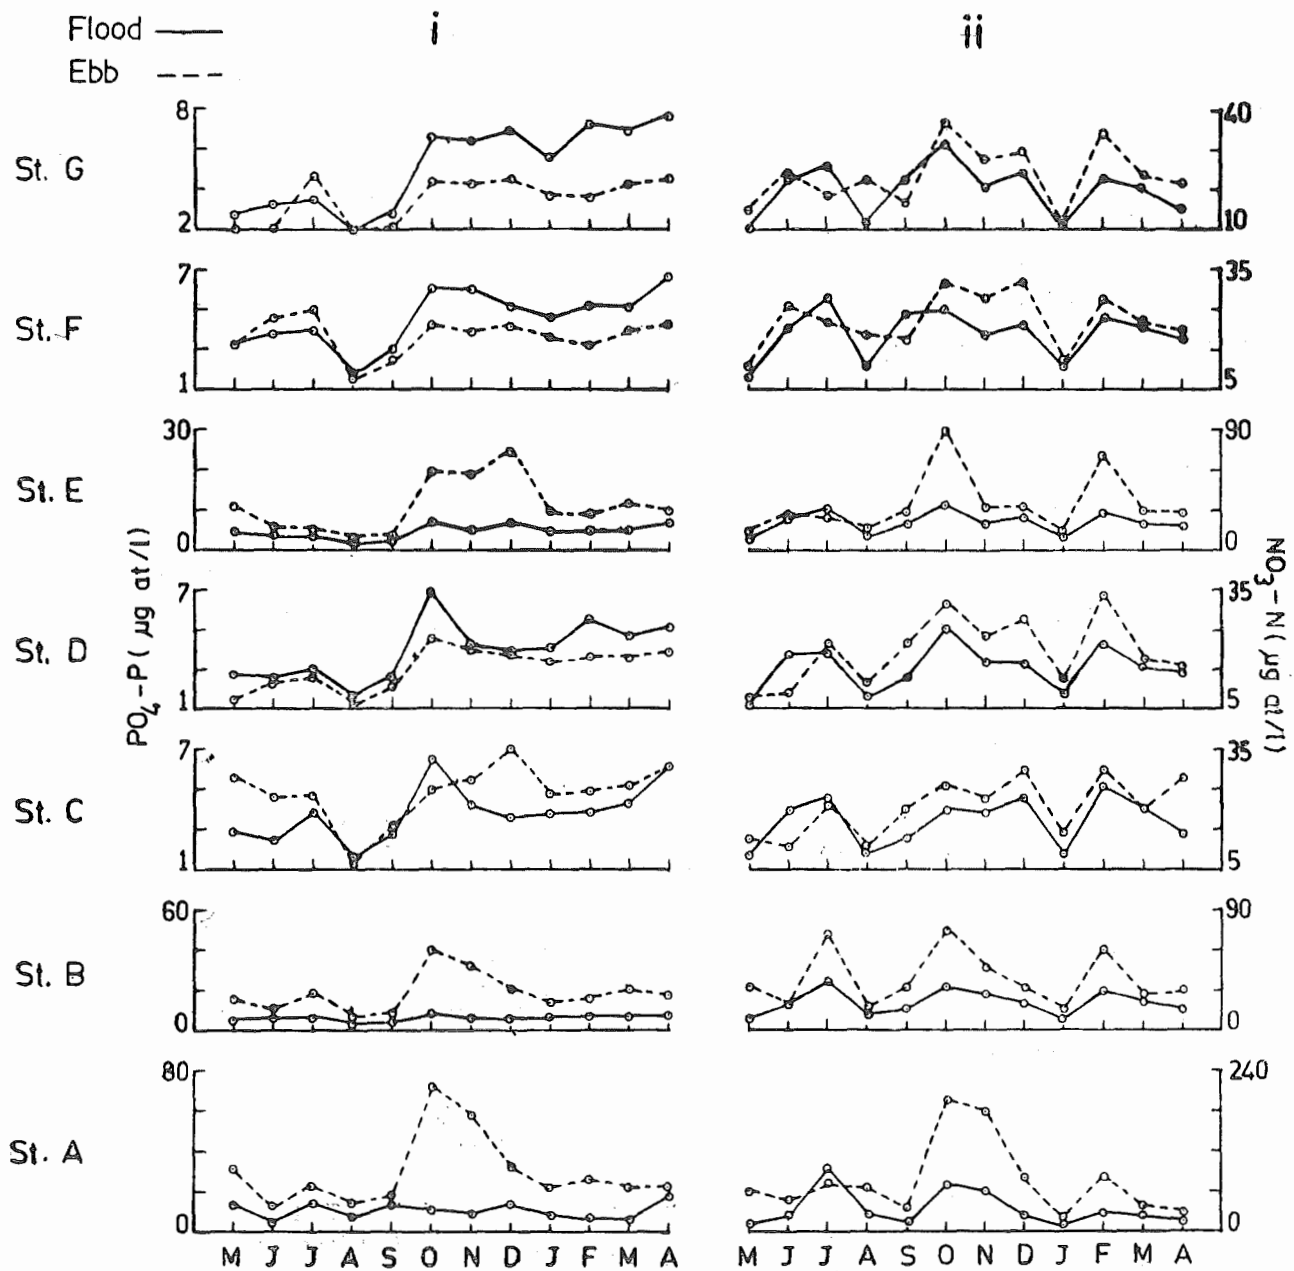 Flood i ii
Ebb
St. G 8 2 40 10
St. F 7 1 35 5
St. E 30 0 90 0
St. D 7 1 35 5
St. C 7 1 35 5
St. B 60 0 90 0
St. A 80 0 240 0
PO4-P ( µg at/l)
NO3-N ( µg at/l)
M J J A S O N D J F M A M J J A S O N D J F M A